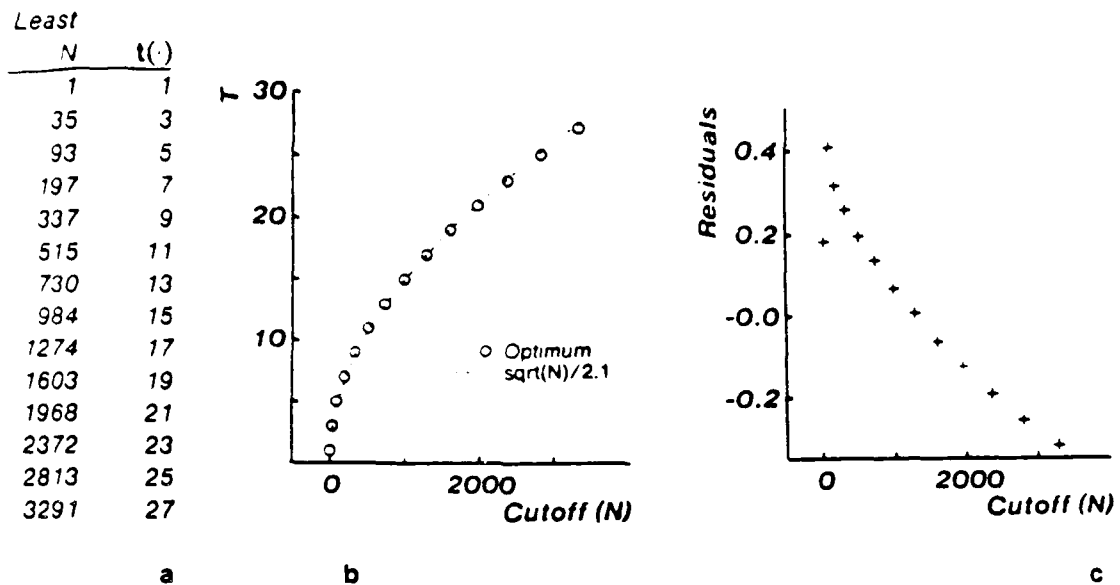 Least
N t(·)
1 1
35 3
93 5
197 7
337 9
515 11
730 13
984 15
1274 17
1603 19
1968 21
2372 23
2813 25
3291 27
a
T
30
20
10
Optimum
sqrt(N)/2.1
0 2000
Cutoff (N)
b
Residuals
0.4
0.2
-0.0
-0.2
0 2000
Cutoff (N)
c